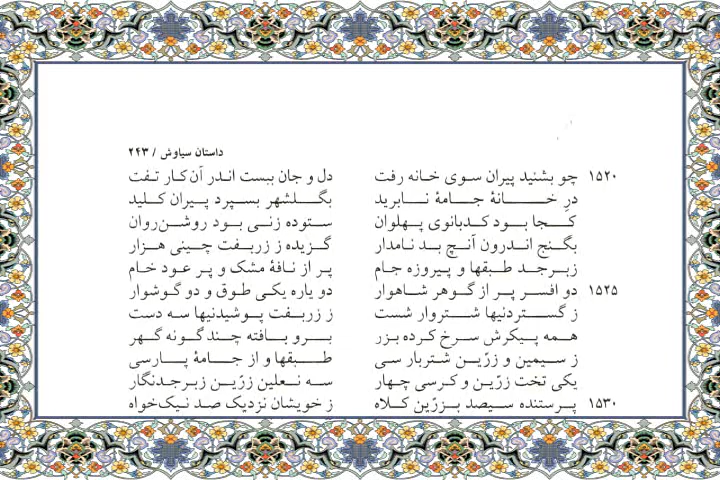 داستان سیاوش / ۲۴۳
۱۵۲۰ چو بشنید پیران سوی خانه رفت دل و جان ببست اندر آن کار تفت
درِ خانهٔ جامهٔ نابرید بگلشهر بسپرد پیران کلید
کجا بود کدبانوی پهلوان ستوده زنی بود روشن‌روان
بگنج اندرون آنچ بد نامدار گزیده ز زربفت چینی هزار
زبرجد طبقها و پیروزه جام پر از نافهٔ مشک و پر عود خام
۱۵۲۵ دو افسر پر از گوهر شاهوار دو یاره یکی طوق و دو گوشوار
ز گستردنیها شتروار شست ز زربفت پوشیدنیها سه دست
همه پیکرش سرخ کرده بزر برو بافته چندگونه گهر
ز سیمین و زرّین شتربار سی طبقها و از جامهٔ پارسی
یکی تخت زرّین و کرسی چهار سه نعلین زرّین زبرجدنگار
۱۵۳۰ پرستنده سیصد بزرّین کلاه ز خویشان نزدیک صد نیک‌خواه